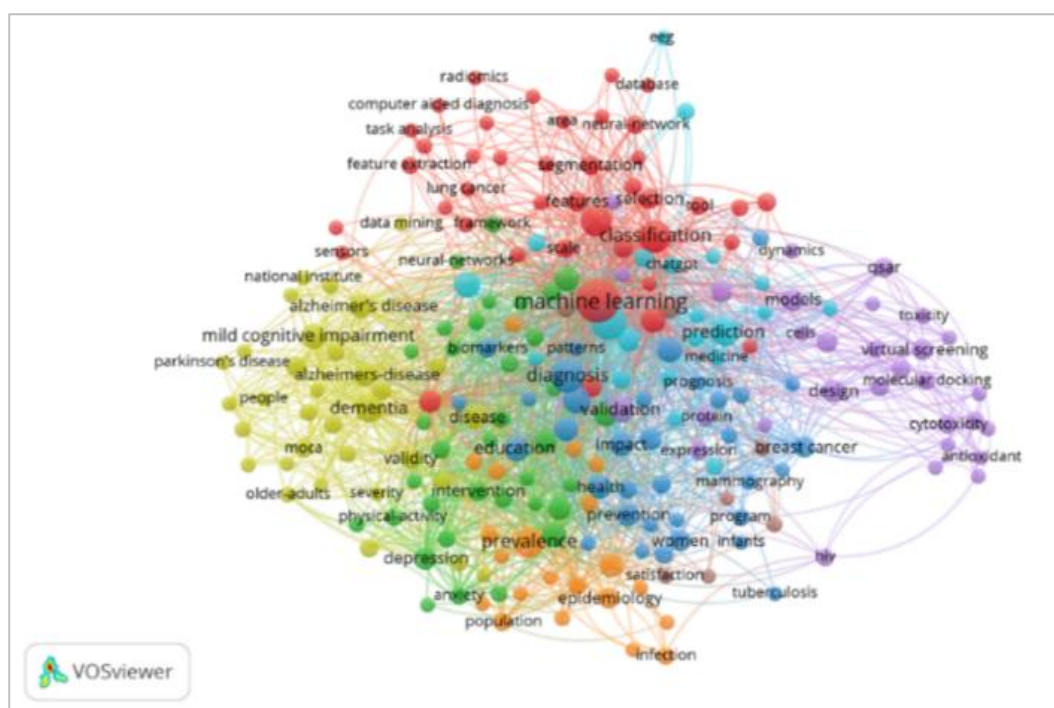 eeg
radiomics
database
computer aided diagnosis
area
neural-network
task analysis
feature extraction
segmentation
lung cancer
features
selection
tool
data mining
framework
classification
sensors
scale
dynamics
neural-networks
chatgpt
qsar
national institute
alzheimer's disease
machine learning
models
toxicity
mild cognitive impairment
prediction
cells
biomarkers
patterns
medicine
virtual screening
parkinson's disease
alzheimers-disease
diagnosis
prognosis
molecular docking
people
design
dementia
disease
validation
protein
cytotoxicity
moca
education
impact
expression
breast cancer
antioxidant
validity
older-adults
severity
intervention
health
mammography
physical-activity
prevention
program
depression
prevalence
women
infants
hiv
satisfaction
anxiety
epidemiology
tuberculosis
population
infection
VOSviewer